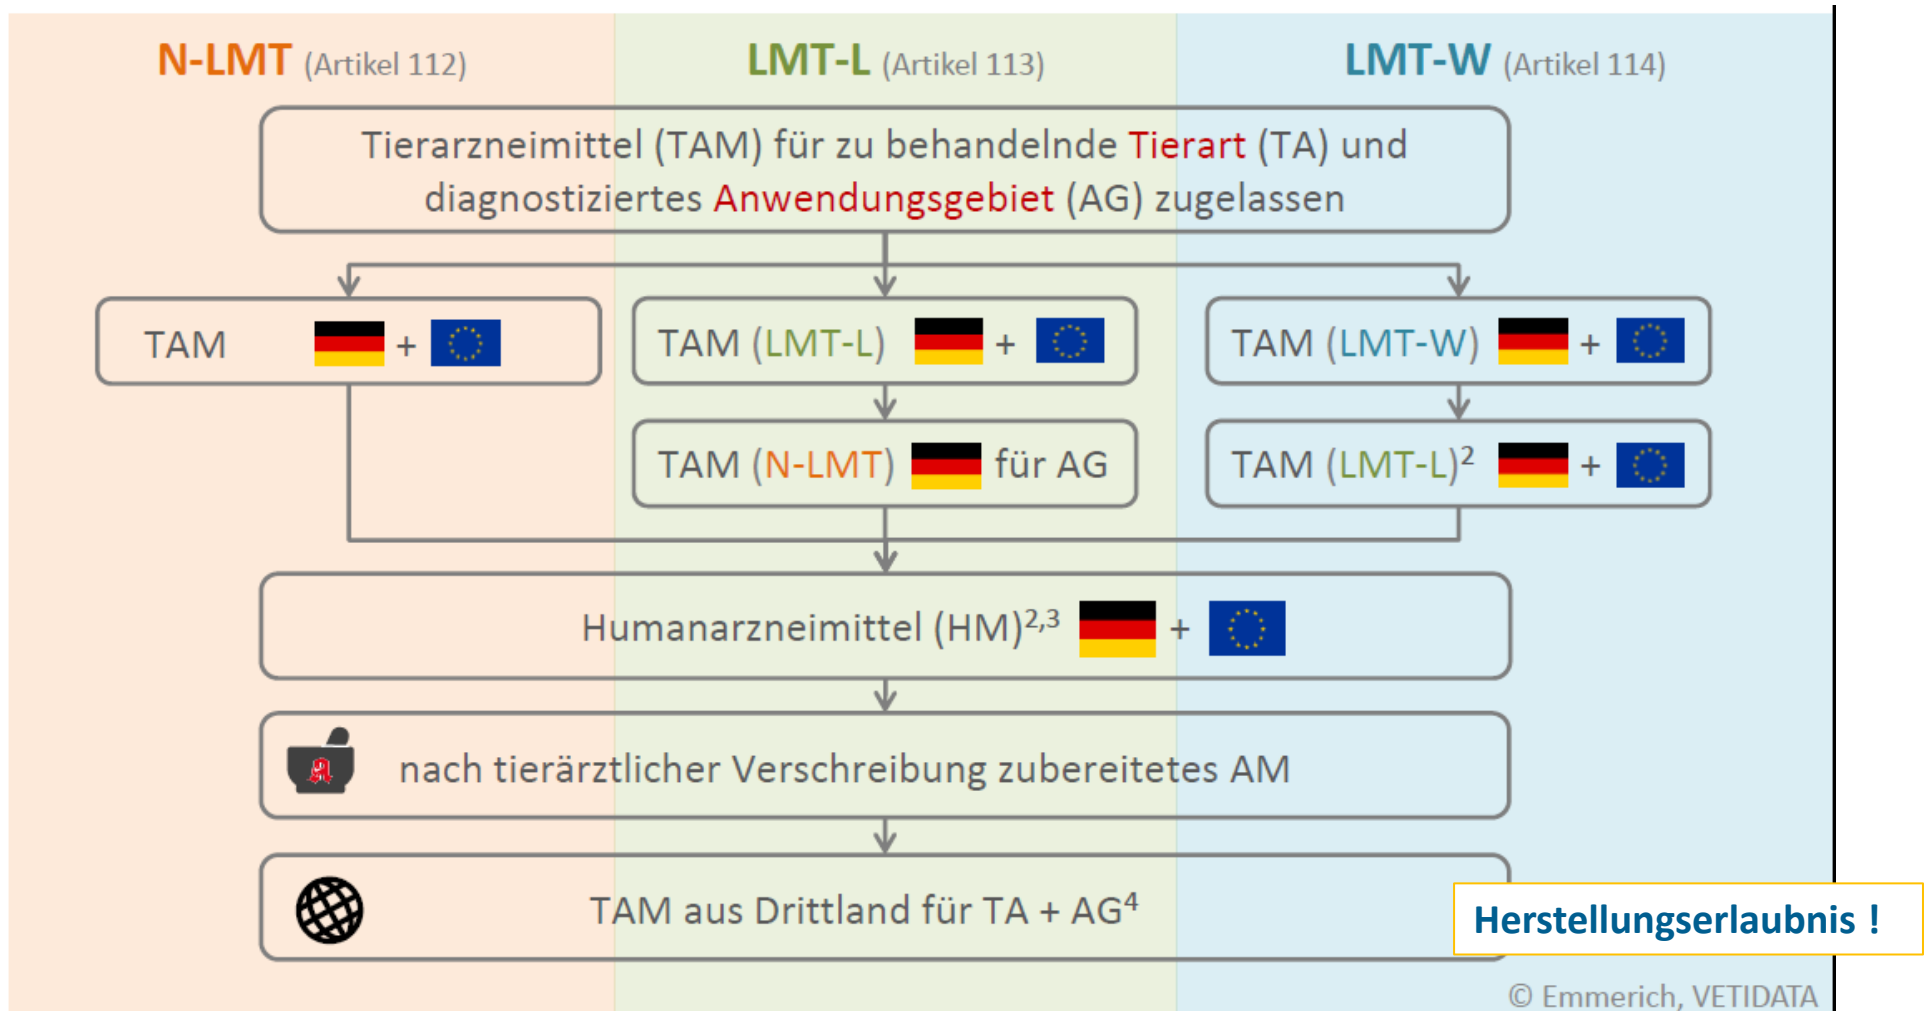 N-LMT (Artikel 112)
LMT-L (Artikel 113)
LMT-W (Artikel 114)
Tierarzneimittel (TAM) für zu behandelnde Tierart (TA) und
diagnostiziertes Anwendungsgebiet (AG) zugelassen
TAM +
TAM (LMT-L) +
TAM (LMT-W) +
TAM (N-LMT) für AG
TAM (LMT-L)² +
Humanarzneimittel (HM)²,³ +
nach tierärztlicher Verschreibung zubereitetes AM
TAM aus Drittland für TA + AG⁴
Herstellungserlaubnis !
© Emmerich, VETIDATA